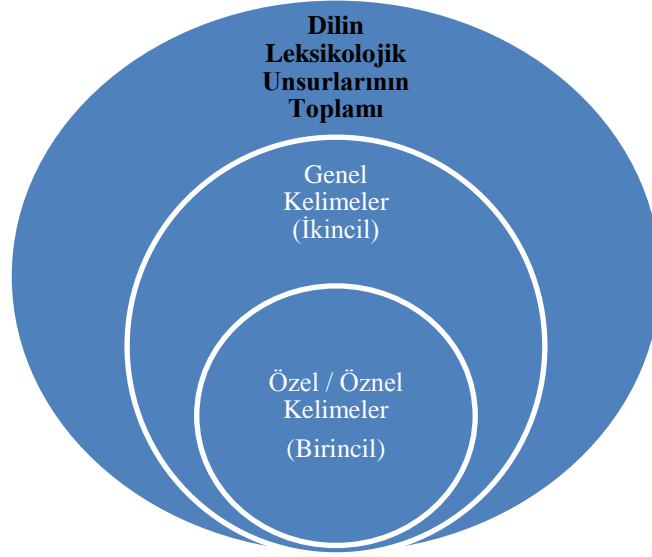 Dilin
Leksikolojik
Unsurlarının
Toplamı
Genel
Kelimeler
(İkincil)
Özel / Öznel
Kelimeler
(Birincil)